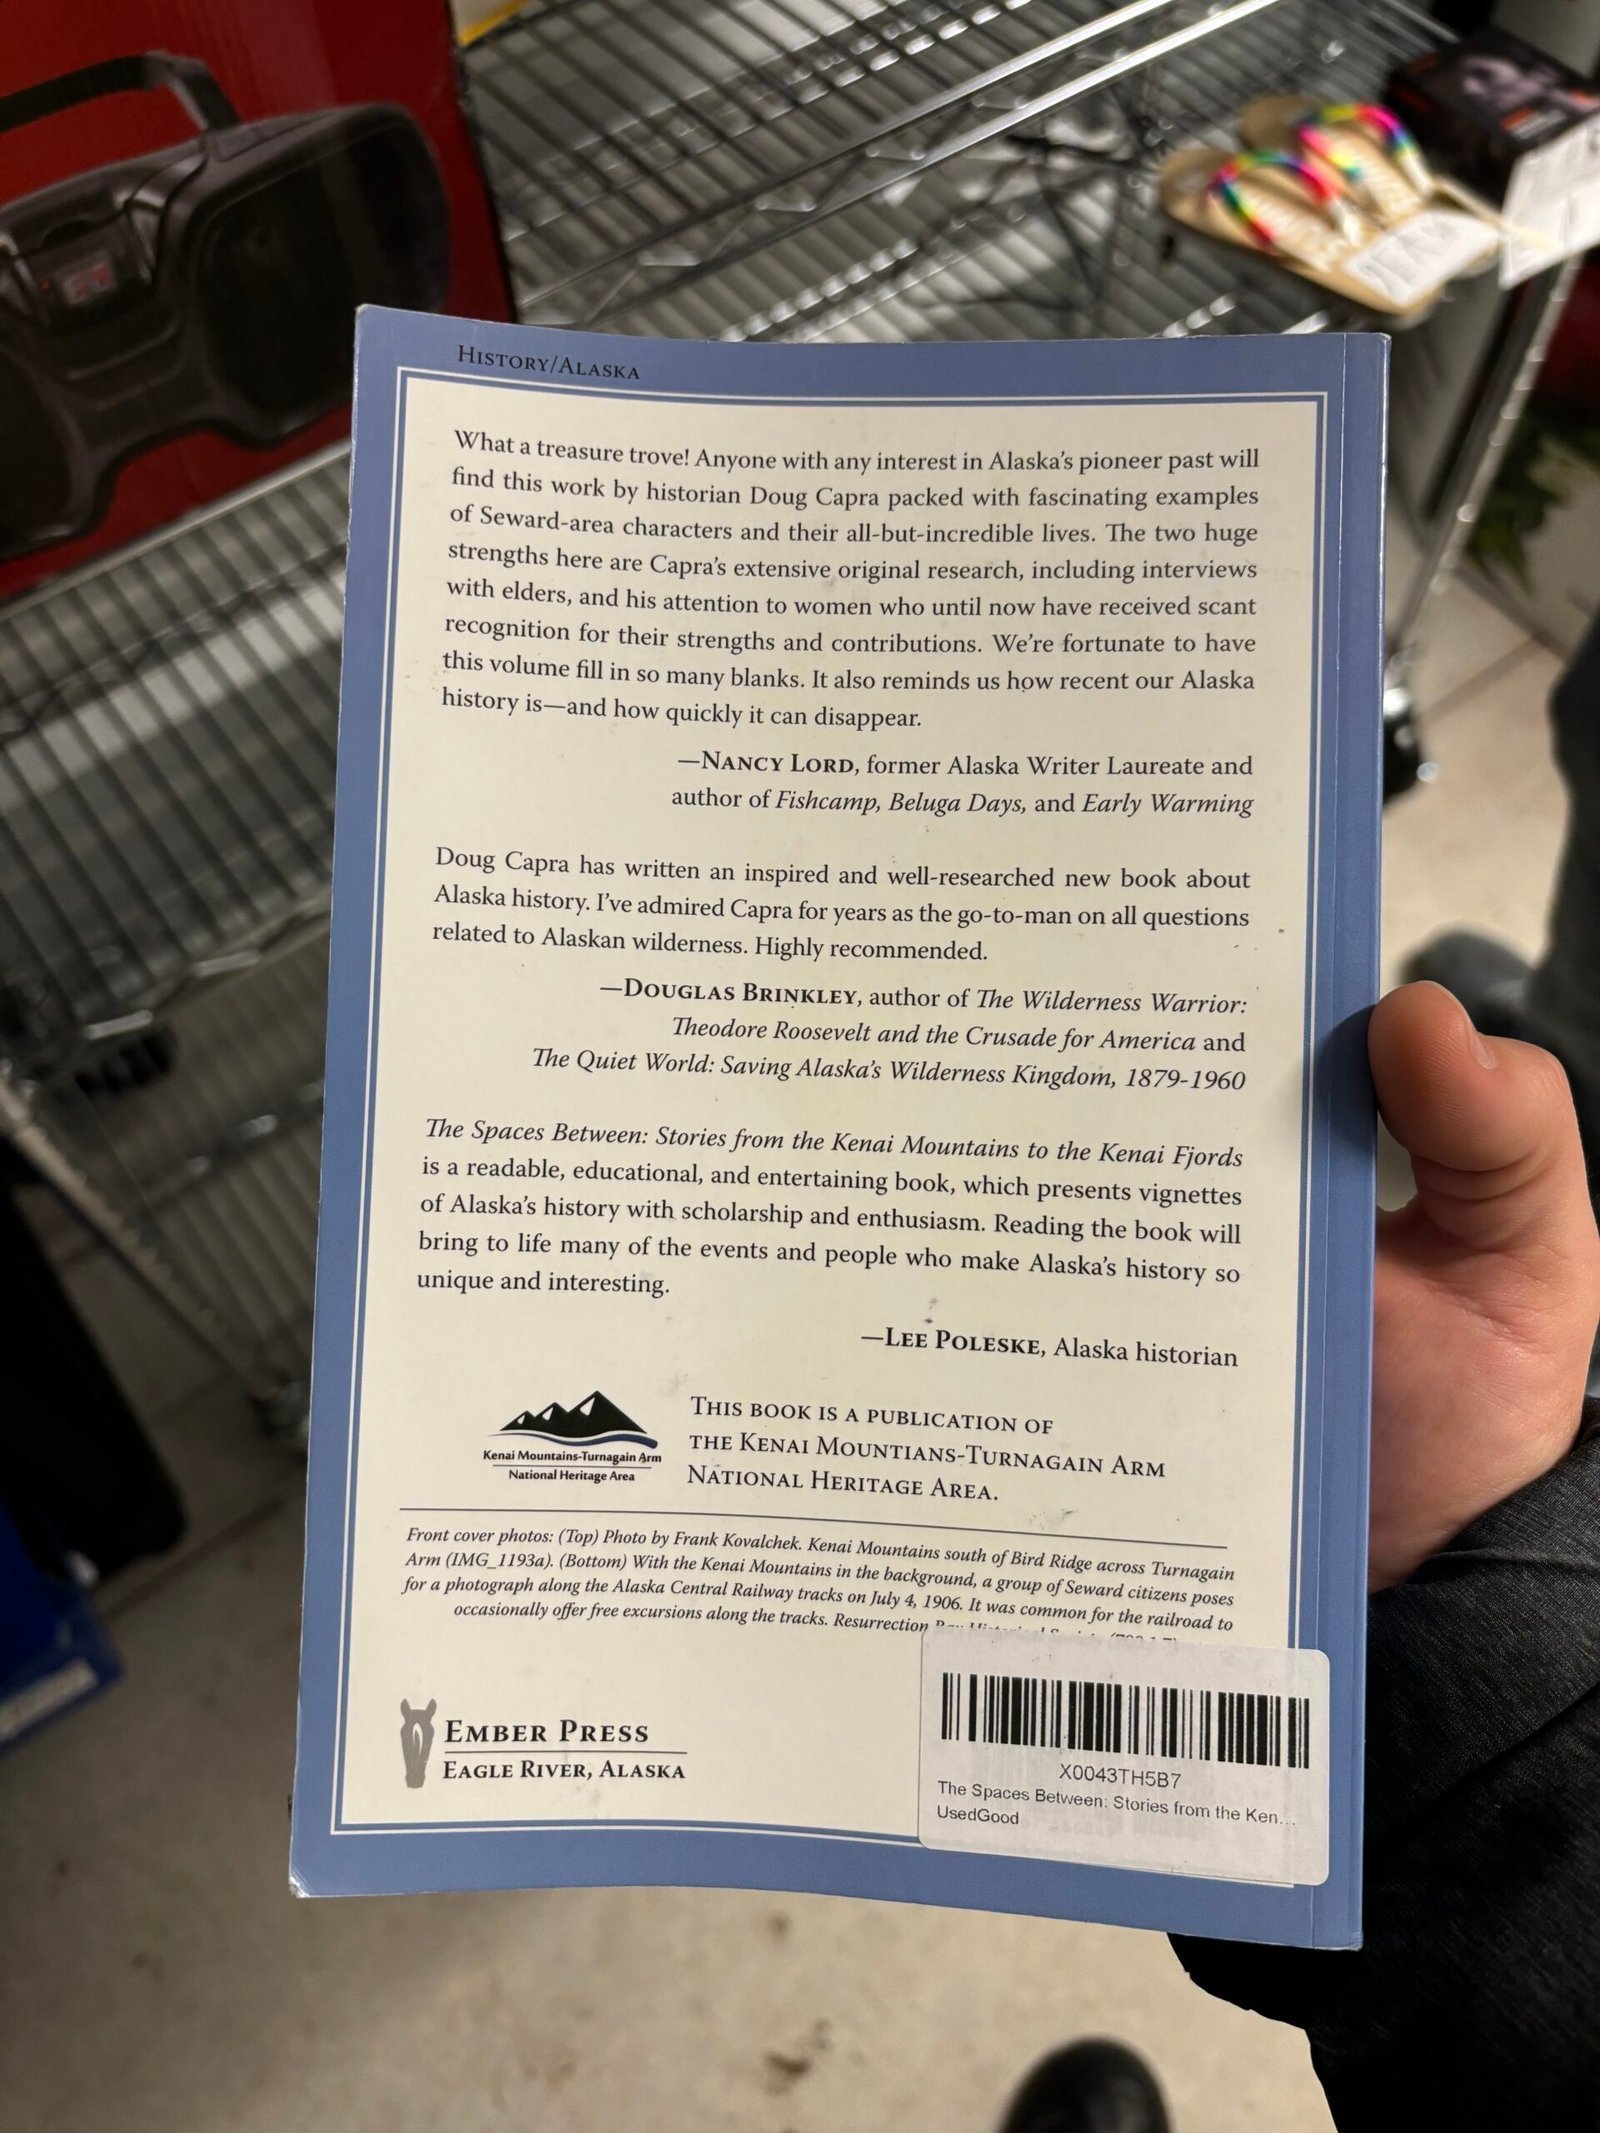 HISTORY/ALASKA
What a treasure trove! Anyone with any interest in Alaska's pioneer past will
find this work by historian Doug Capra packed with fascinating examples
of Seward-area characters and their all-but-incredible lives. The two huge
strengths here are Capra's extensive original research, including interviews
with elders, and his attention to women who until now have received scant
recognition for their strengths and contributions. We're fortunate to have
this volume fill in so many blanks. It also reminds us how recent our Alaska
history is—and how quickly it can disappear.
—NANCY LORD, former Alaska Writer Laureate and
author of Fishcamp, Beluga Days, and Early Warming
Doug Capra has written an inspired and well-researched new book about
Alaska history. I've admired Capra for years as the go-to-man on all questions
related to Alaskan wilderness. Highly recommended.
—DOUGLAS BRINKLEY, author of The Wilderness Warrior:
Theodore Roosevelt and the Crusade for America and
The Quiet World: Saving Alaska's Wilderness Kingdom, 1879-1960
The Spaces Between: Stories from the Kenai Mountains to the Kenai Fjords
is a readable, educational, and entertaining book, which presents vignettes
of Alaska's history with scholarship and enthusiasm. Reading the book will
bring to life many of the events and people who make Alaska's history so
unique and interesting.
—LEE POLESKE, Alaska historian
Kenai Mountains-Turnagain Arm
National Heritage Area
THIS BOOK IS A PUBLICATION OF
THE KENAI MOUNTIANS-TURNAGAIN ARM
NATIONAL HERITAGE AREA.
Front cover photos: (Top) Photo by Frank Kovalchek. Kenai Mountains south of Bird Ridge across Turnagain
Arm (IMG_1193a). (Bottom) With the Kenai Mountains in the background, a group of Seward citizens poses
for a photograph along the Alaska Central Railway tracks on July 4, 1906. It was common for the railroad to
occasionally offer free excursions along the tracks. Resurrection
EMBER PRESS
EAGLE RIVER, ALASKA
X0043TH5B7
The Spaces Between: Stories from the Ken...
UsedGood